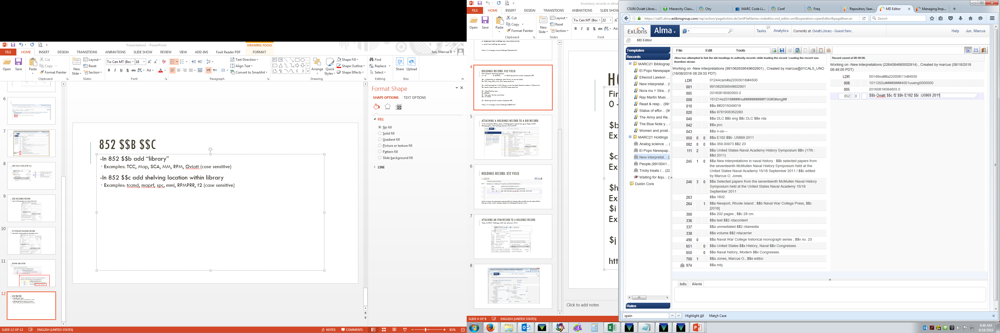 Presentation1 - PowerPoint
DRAWING TOOLS
FILE HOME INSERT DESIGN TRANSITIONS ANIMATIONS SLIDE SHOW REVIEW VIEW ADD-INS Foxit Reader PDF FORMAT
Jun, Marcus B
Open Save Paste Cut Copy Format Painter
New Slide Layout Reset Section
Tw Cen MT (Boc 18
Text Direction Align Text Convert to SmartArt
Arrange Quick Styles Shape Fill Shape Outline Shape Effects
Find Replace Select
Share Upload
Clipboard Slides Font Paragraph Drawing Editing Box
6
7
8
ADD LOCAL FIELD (CTRL+L)
9
ADD HOLDINGS RECORD
10
TO POPULATE HOLDINGS RECORD
11
BEFORE AND AFTER
12
852 $$B $$C
852 $$B $$C
-In 852 $$b add “library”
Examples: TCC, Map, SCA, MM, RPM, Oviatt (case sensitive)
-In 852 $$c add shelving location within library
Examples: tccmd, maprf, spc, mmi, RPMPRR, f2 (case sensitive)
Format Shape
SHAPE OPTIONS TEXT OPTIONS
FILL
No fill
Solid fill
Gradient fill
Picture or texture fill
Pattern fill
Slide background fill
LINE
SLIDE 12 OF 12 ENGLISH (UNITED STATES) NOTES COMMENTS 81%
Inventory records in alma
FILE HOME INSERT DESIGN TRANSITIONS ANIMATIONS SLIDE SHOW
Open Save Paste Cut Copy Format Painter
New Slide Layout Reset Section
Tw Cen MT (Boc 22
Clipboard Slides Font
4
HOLDINGS RECORD: 852 FIELD
5
ATTACHING A HOLDINGS RECORD TO A BIB RECORD
6
HOLDINGS RECORD: 852 FIELD
7
ATTACHING AN ITEM RECORD TO A HOLDINGS RECORD
8
Fir
0 -
$b
Ex
$c
Ex
$h
Ex
$i
Ex
$j
htt
Click to add notes
SLIDE 4 OF 8 ENGLISH (UNITED STATES)
CSUN Oviatt Librar... Hierarchy Class... Ctry MARC Code Li... Conf Freq Repository Sear... MD Editor Managing Imp...
https://na03.alma.exlibrisgroup.com/rep/action/pageAction.do?xmlFileName=mdeditor.md_editor.xml&operation=openEditor&pageBean.ec
Search
ExLibris Alma
Tasks Analytics Currently at: Oviatt Library - Guest Serv... Help Jun, Marcus
MD Editor
Templates
Records
MARC21 Bibliograp
El Popo Newspape
Ellwood Lawson ...
New interpretat... (9
Nora inu = Stra...
Ray Martin Musi...
Read & resp... (991
Status of effor... (9
The Army and Re...
The Blue Note y...
Women and prost...
MARC21 Holdings
Analog science ... (
El Popo Newspap...
New interpretat... (2
People.(9910041...
Tricky treats /... (22
Waiting for &qu... (:
Dublin Core
Rules
File Edit Tools
Alma has attempted to link the bib headings to authority records while loading the record. Loading the record was
therefore slower.
Working on -New interpretations (991062639549602901) , Created by marcus@01CALS_UNO
(18/08/2016 08:29:33 PDT)
LDR 01244cam#a22003018i#4500
001 991062639549602901
005 20160818082933.0
008 151214s2016####riu##########f100#0#eng##
010 $$a ##2015049019
020 $$a 9781935352280
040 $$a DLC $$b eng $$c DLC $$e rda
042 $$a pcc
043 $$a n-us---
050 0 0 $$a E182 $$b .U5869 2011
082 0 0 $$a 359.00973 $$2 23
111 2 $$a United States Naval Academy History Symposium $$n (17th :
$$d 2011)
245 1 0 $$a New interpretations in naval history : $$b selected papers from
the seventeenth McMullen Naval History Symposium held at the
United States Naval Academy 15/16 September 2011 / $$c edited
by Marcus O. Jones.
246 3 0 $$a Selected papers from the seventeenth McMullen Naval History
Symposium held at the United States Naval Academy 15/16
September 2011
263 $$a 1602
264 1 $$a Newport, Rhode Island : $$b Naval War College Press, $$c
[2016]
300 $$a 202 pages ; $$c 28 cm.
336 $$a text $$2 rdacontent
337 $$a unmediated $$2 rdamedia
338 $$a volume $$2 rdacarrier
490 0 $$a Naval War College historical monograph series ; $$v no. 23
651 0 $$a United States $$x History, Naval $$v Congresses.
650 0 $$a Naval history, Modern $$v Congresses.
700 1 $$a Jones, Marcus O., $$e editor.
974 $$a mbj
Record saved at 08:48:06.
Working on -New interpretations (2264084660002914) , Created by marcus (08/18/2016
08:48:05 PDT)
LDR 00146nx##a22000611n#4500
008 1011252u####8###4001uueng0000000
005 20160818084803.0
852 0 $$b Oviatt $$c f2 $$h E182 $$i .U5869 2011
Info Alerts
spain Highlight All Match Case
8:48 AM
8/18/2016